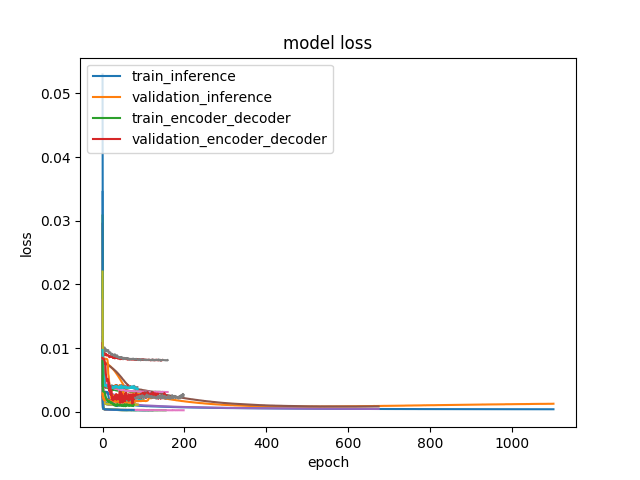 model loss
train_inference
validation_inference
train_encoder_decoder
validation_encoder_decoder
0.05
0.04
0.03
0.02
0.01
0.00
loss
0 200 400 600 800 1000
epoch